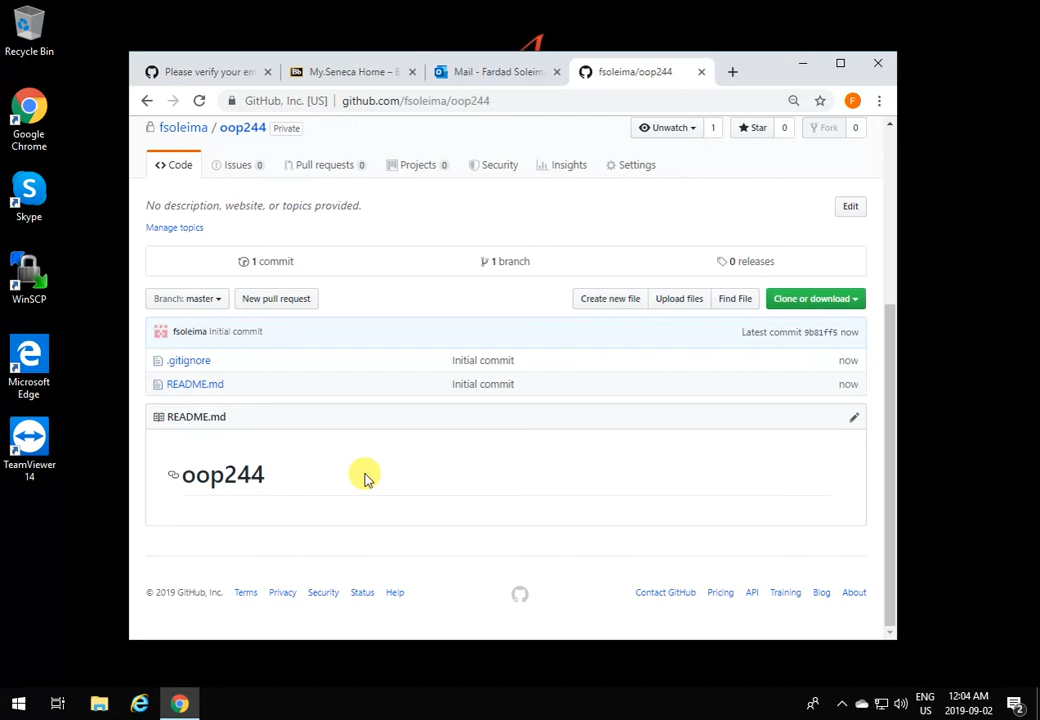 Recycle Bin
Google
Chrome
Skype
WinSCP
Microsoft
Edge
TeamViewer
14
Please verify your em
My.Seneca Home – B
Mail - Fardad Soleim
fsoleima/oop244
GitHub, Inc. [US] github.com/fsoleima/oop244 F
fsoleima / oop244 Private
Unwatch 1 Star 0 Fork 0
Code Issues 0 Pull requests 0 Projects 0 Security Insights Settings
No description, website, or topics provided. Edit
Manage topics
1 commit 1 branch 0 releases
Branch: master New pull request Create new file Upload files Find File Clone or download
fsoleima Initial commit Latest commit 9b81ff5 now
.gitignore Initial commit now
README.md Initial commit now
README.md
oop244
© 2019 GitHub, Inc. Terms Privacy Security Status Help Contact GitHub Pricing API Training Blog About
ENG 12:04 AM
US 2019-09-02 2